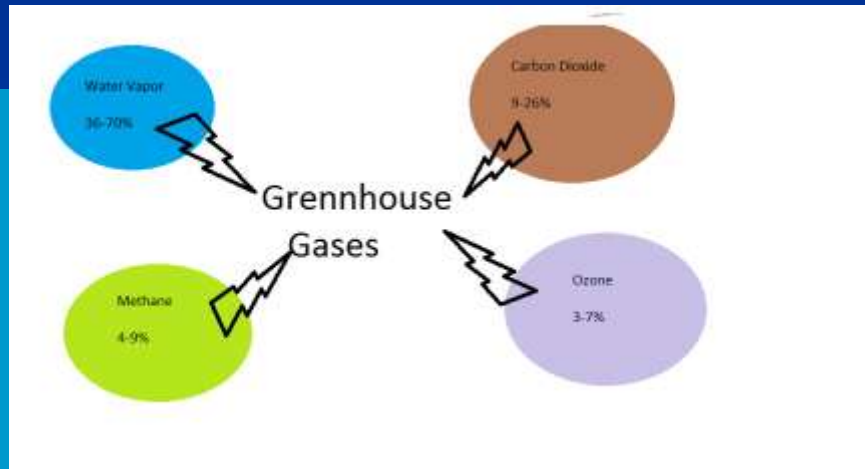 Water Vapor
36-70%
Carbon Dioxide
9-26%
Grennhouse
Gases
Methane
4-9%
Ozone
3-7%